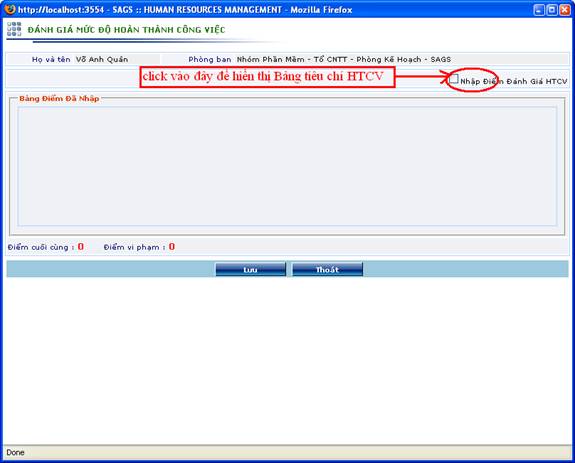 http://localhost:3554 - SAGS :: HUMAN RESOURCES MANAGEMENT - Mozilla Firefox
ĐÁNH GIÁ MỨC ĐỘ HOÀN THÀNH CÔNG VIỆC
Họ và tên Võ Anh Quân Phòng ban Nhóm Phần Mềm - Tổ CNTT - Phòng Kế Hoạch - SAGS
click vào đây để hiển thị Bảng tiêu chí HTCV
Nhập Điểm Đánh Giá HTCV
Bảng Điểm Đã Nhập
Điểm cuối cùng : 0 Điểm vi phạm : 0
Lưu Thoát
Done